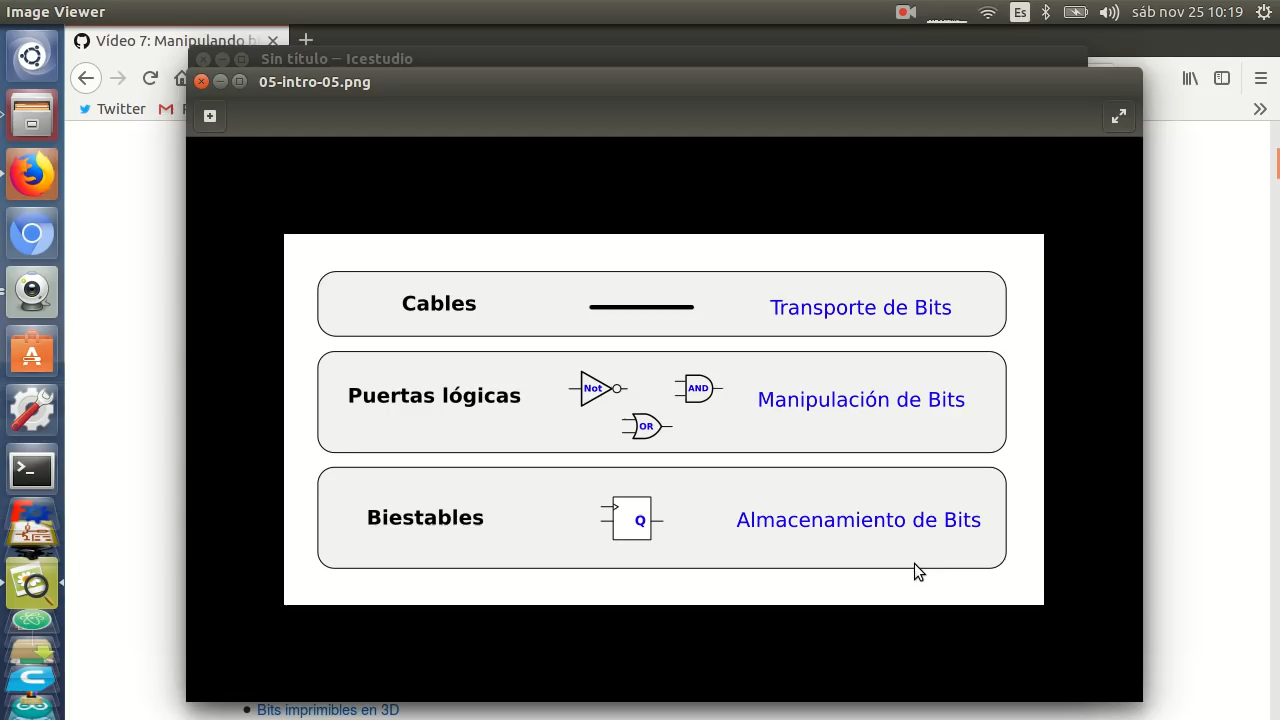 Image Viewer
Es
sáb nov 25 10:19
Vídeo 7: Manipulando
Sin título — Icestudio
05-intro-05.png
Twitter
Cables
Transporte de Bits
Puertas lógicas
Not
AND
OR
Manipulación de Bits
Biestables
Q
Almacenamiento de Bits
Bits imprimibles en 3D